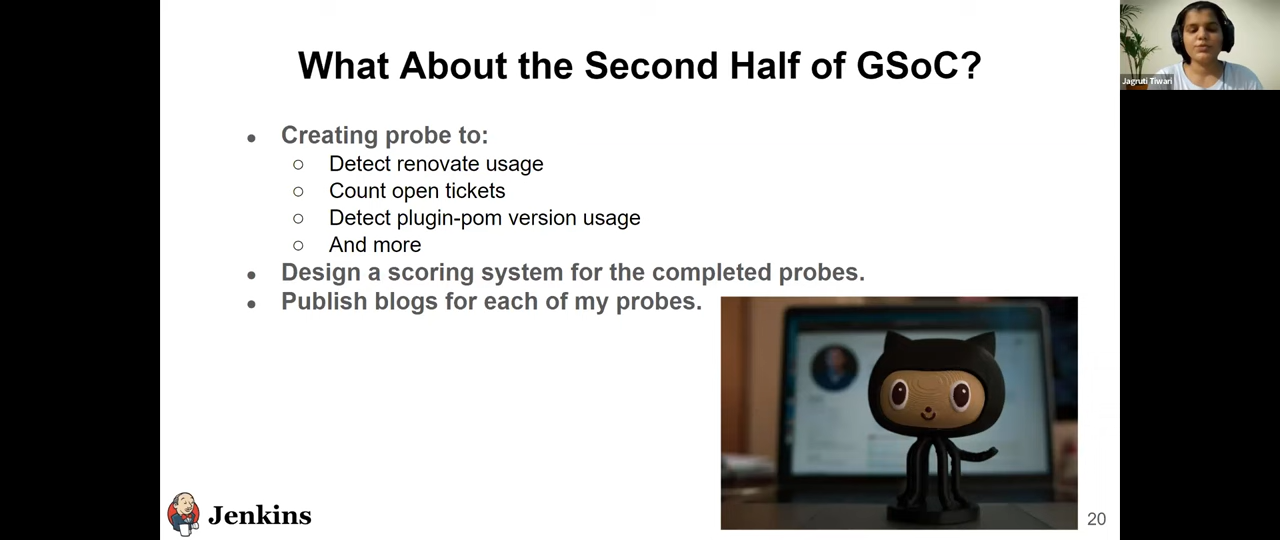 What About the Second Half of GSoC?
Jagruti Tiwari
● Creating probe to:
○ Detect renovate usage
○ Count open tickets
○ Detect plugin-pom version usage
○ And more
● Design a scoring system for the completed probes.
● Publish blogs for each of my probes.
Jenkins
20